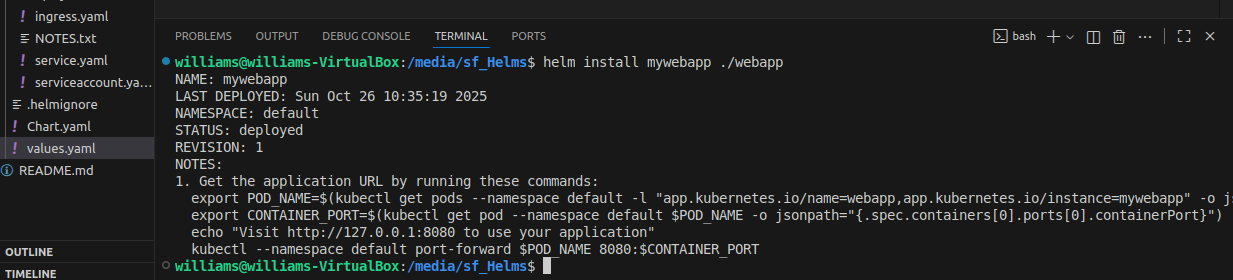 ingress.yaml
NOTES.txt
service.yaml
serviceaccount.ya...
.helmignore
Chart.yaml
values.yaml
README.md
OUTLINE
TIMELINE
PROBLEMS OUTPUT DEBUG CONSOLE TERMINAL PORTS
bash
williams@williams-VirtualBox:/media/sf_Helms$ helm install mywebapp ./webapp
NAME: mywebapp
LAST DEPLOYED: Sun Oct 26 10:35:19 2025
NAMESPACE: default
STATUS: deployed
REVISION: 1
NOTES:
1. Get the application URL by running these commands:
  export POD_NAME=$(kubectl get pods --namespace default -l "app.kubernetes.io/name=webapp,app.kubernetes.io/instance=mywebapp" -o
  export CONTAINER_PORT=$(kubectl get pod --namespace default $POD_NAME -o jsonpath="{.spec.containers[0].ports[0].containerPort}")
  echo "Visit http://127.0.0.1:8080 to use your application"
  kubectl --namespace default port-forward $POD_NAME 8080:$CONTAINER_PORT
williams@williams-VirtualBox:/media/sf_Helms$